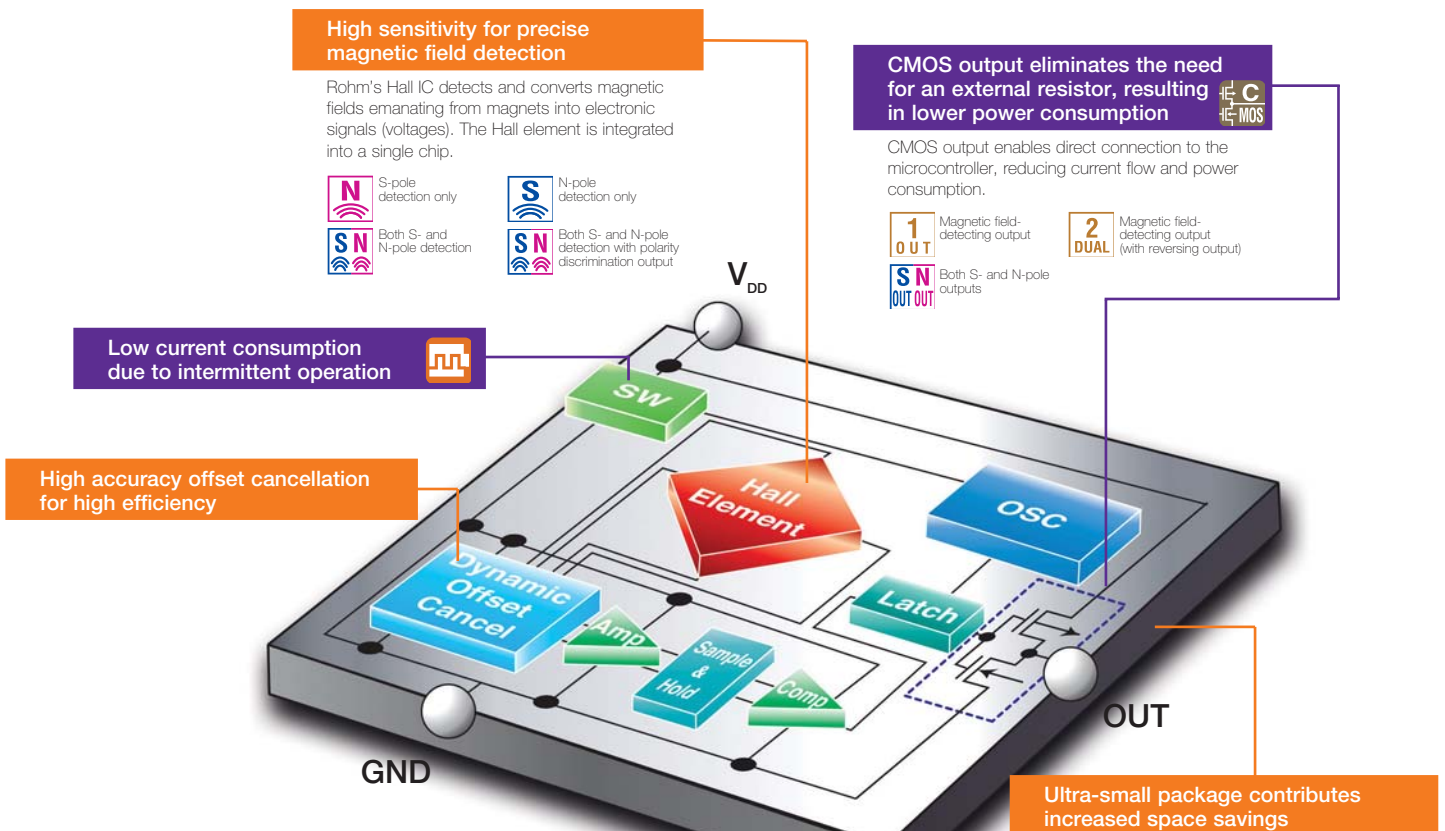 High sensitivity for precise
magnetic field detection
Rohm's Hall IC detects and converts magnetic
fields emanating from magnets into electronic
signals (voltages). The Hall element is integrated
into a single chip.
N
S-pole
detection only
S
N-pole
detection only
S N
Both S- and
N-pole detection
S N
Both S- and N-pole
detection with polarity
discrimination output
CMOS output eliminates the need
for an external resistor, resulting
in lower power consumption
C
MOS
CMOS output enables direct connection to the
microcontroller, reducing current flow and power
consumption.
1
OUT
Magnetic field-
detecting output
2
DUAL
Magnetic field-
detecting output
(with reversing output)
S N
OUT OUT
Both S- and N-pole
outputs
VDD
Low current consumption
due to intermittent operation
SW
High accuracy offset cancellation
for high efficiency
Hall
Element
OSC
Dynamic
Offset
Cancel
Amp
Sample
&
Hold
Comp
Latch
OUT
GND
Ultra-small package contributes
increased space savings